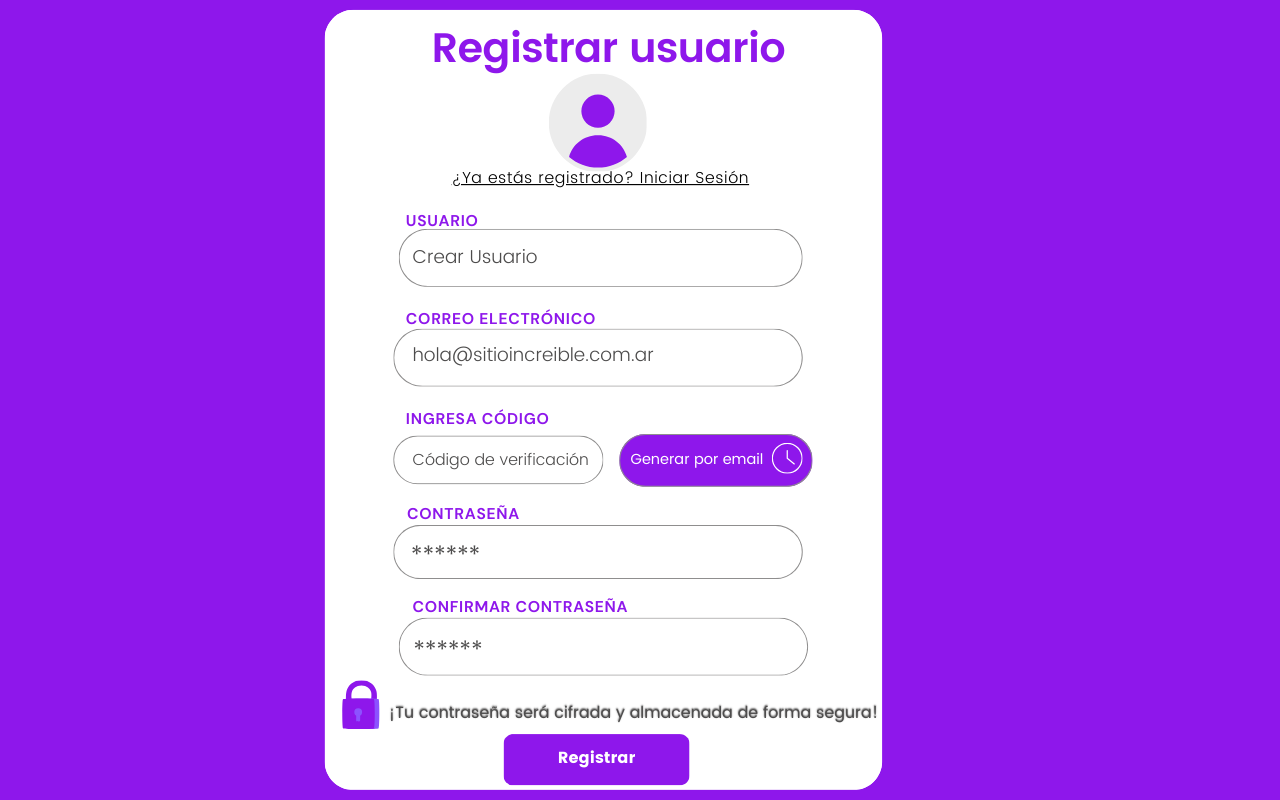 Registrar usuario
¿Ya estás registrado? Iniciar Sesión
USUARIO
Crear Usuario
CORREO ELECTRÓNICO
hola@sitioincreible.com.ar
INGRESA CÓDIGO
Código de verificación
Generar por email
CONTRASEÑA
******
CONFIRMAR CONTRASEÑA
******
¡Tu contraseña será cifrada y almacenada de forma segura!
Registrar